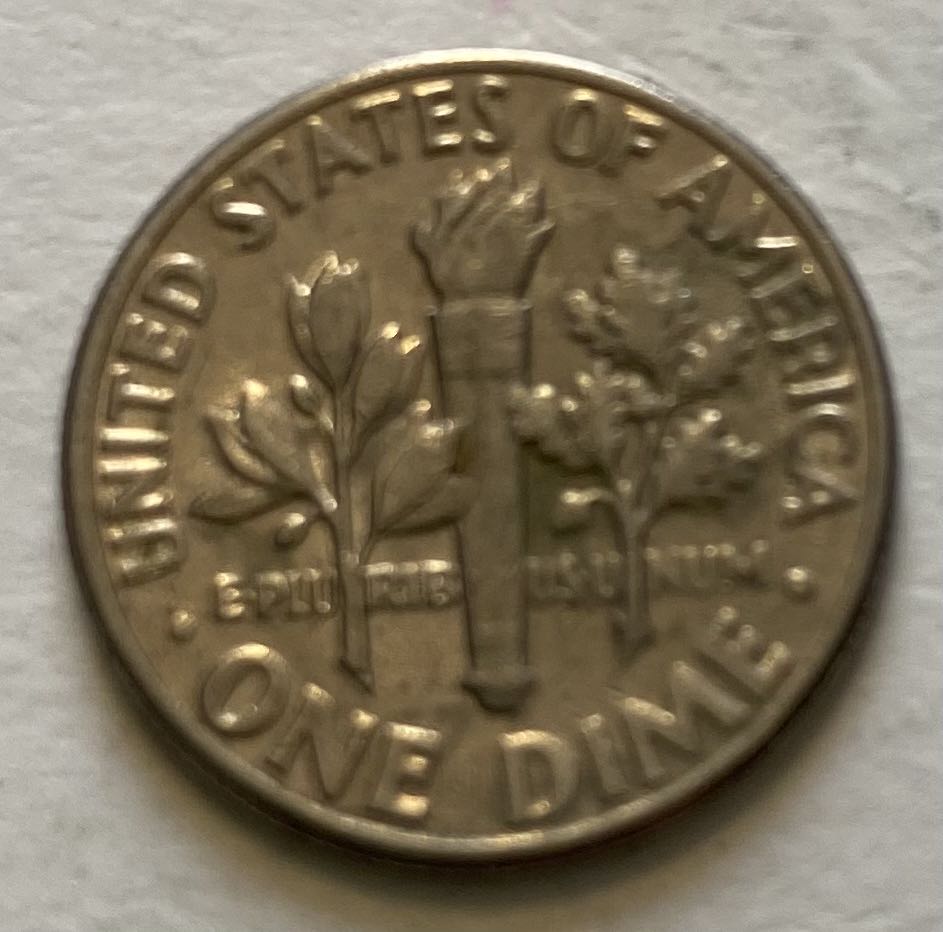 UNITED STATES OF AMERICA
E·PLURIBUS·UNUM
· ONE DIME ·